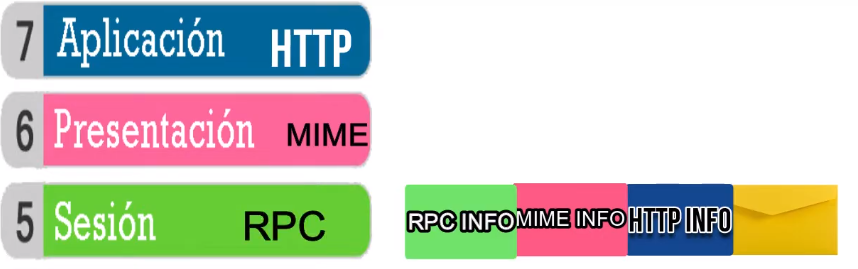 7 Aplicación HTTP
6 Presentación MIME
5 Sesión RPC
RPC INFO MIME INFO HTTP INFO